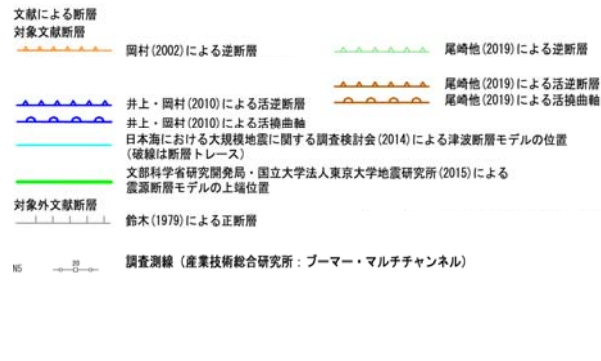 文献による断層
対象文献断層
岡村(2002)による逆断層
尾崎他(2019)による逆断層
尾崎他(2019)による活逆断層
尾崎他(2019)による活撓曲軸
井上・岡村(2010)による活逆断層
井上・岡村(2010)による活撓曲軸
日本海における大規模地震に関する調査検討会(2014)による津波断層モデルの位置
(破線は断層トレース)
文部科学省研究開発局・国立大学法人東京大学地震研究所(2015)による
震源断層モデルの上端位置
対象外文献断層
鈴木(1979)による正断層
N5 20 調査測線（産業技術総合研究所：ブーマー・マルチチャンネル）